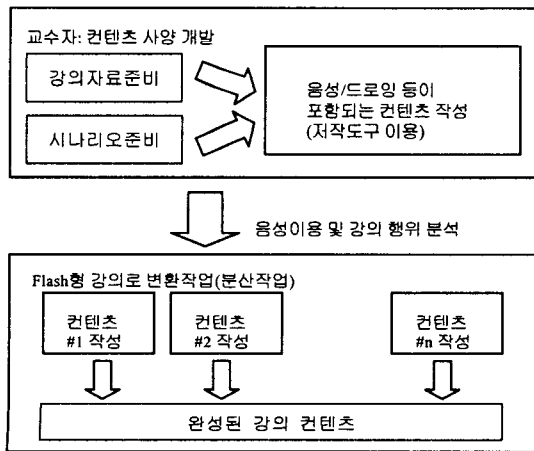 교수자: 컨텐츠 사양 개발
강의자료준비
시나리오준비
음성/드로잉 등이
포함되는 컨텐츠 작성
(저작도구 이용)
음성이용 및 강의 행위 분석
Flash형 강의로 변환작업(분산작업)
컨텐츠
#1 작성
컨텐츠
#2 작성
컨텐츠
#n 작성
완성된 강의 컨텐츠